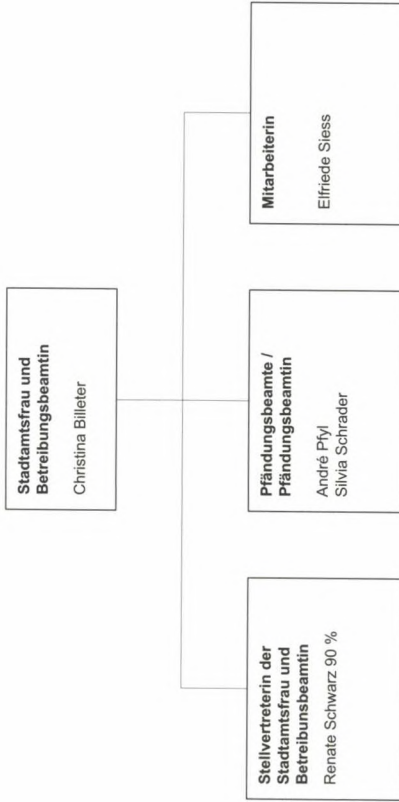 Stadtamtsfrau und
Betreibungsbeamtin
Christina Billeter
Stellvertreterin der
Stadtamtsfrau und
Betreibunsbeamtin
Renate Schwarz 90 %
Pfändungsbeamte /
Pfändungsbeamtin
André Pfyl
Silvia Schrader
Mitarbeiterin
Elfriede Siess